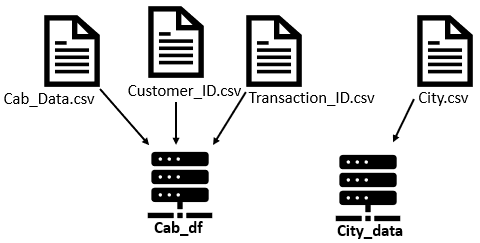 Cab_Data.csv
Customer_ID.csv
Transaction_ID.csv
City.csv
Cab_df
City_data